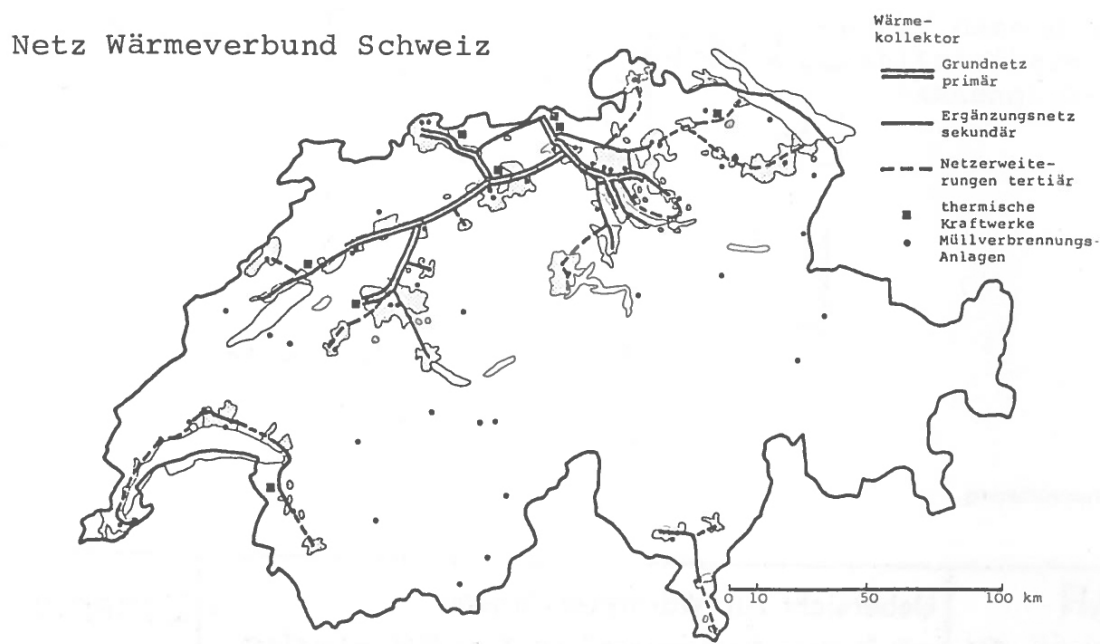 Netz Wärmeverbund Schweiz
Wärme-
kollektor
Grundnetz
primär
Ergänzungsnetz
sekundär
Netzerweite-
rungen tertiär
thermische
Kraftwerke
Müllverbrennungs-
Anlagen
0 10 50 100 km